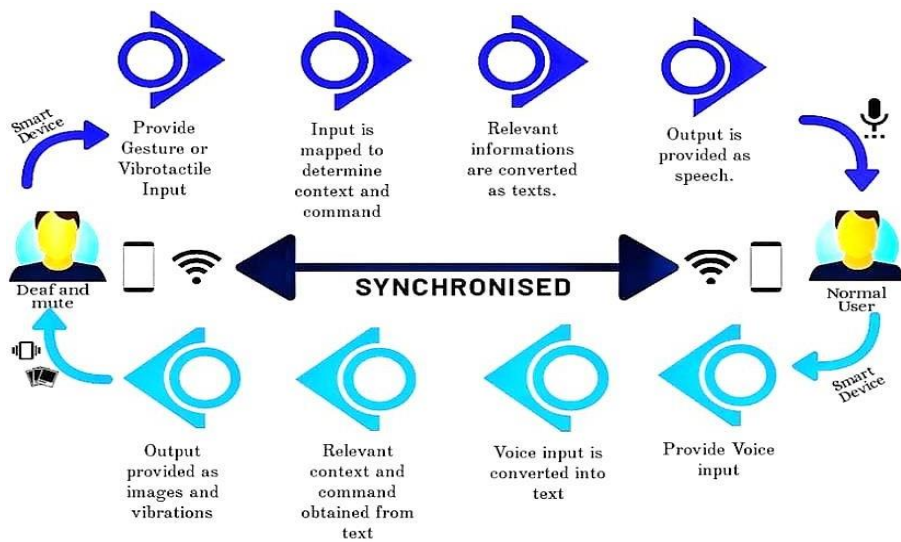 Smart
Device
Provide
Gesture or
Vibrotactile
Input
Input is
mapped to
determine
context and
command
Relevant
informations
are converted
as texts.
Output is
provided as
speech.
Deaf and
mute
SYNCHRONISED
Normal
User
Smart
Device
Output
provided as
images and
vibrations
Relevant
context and
command
obtained from
text
Voice input is
converted into
text
Provide Voice
input